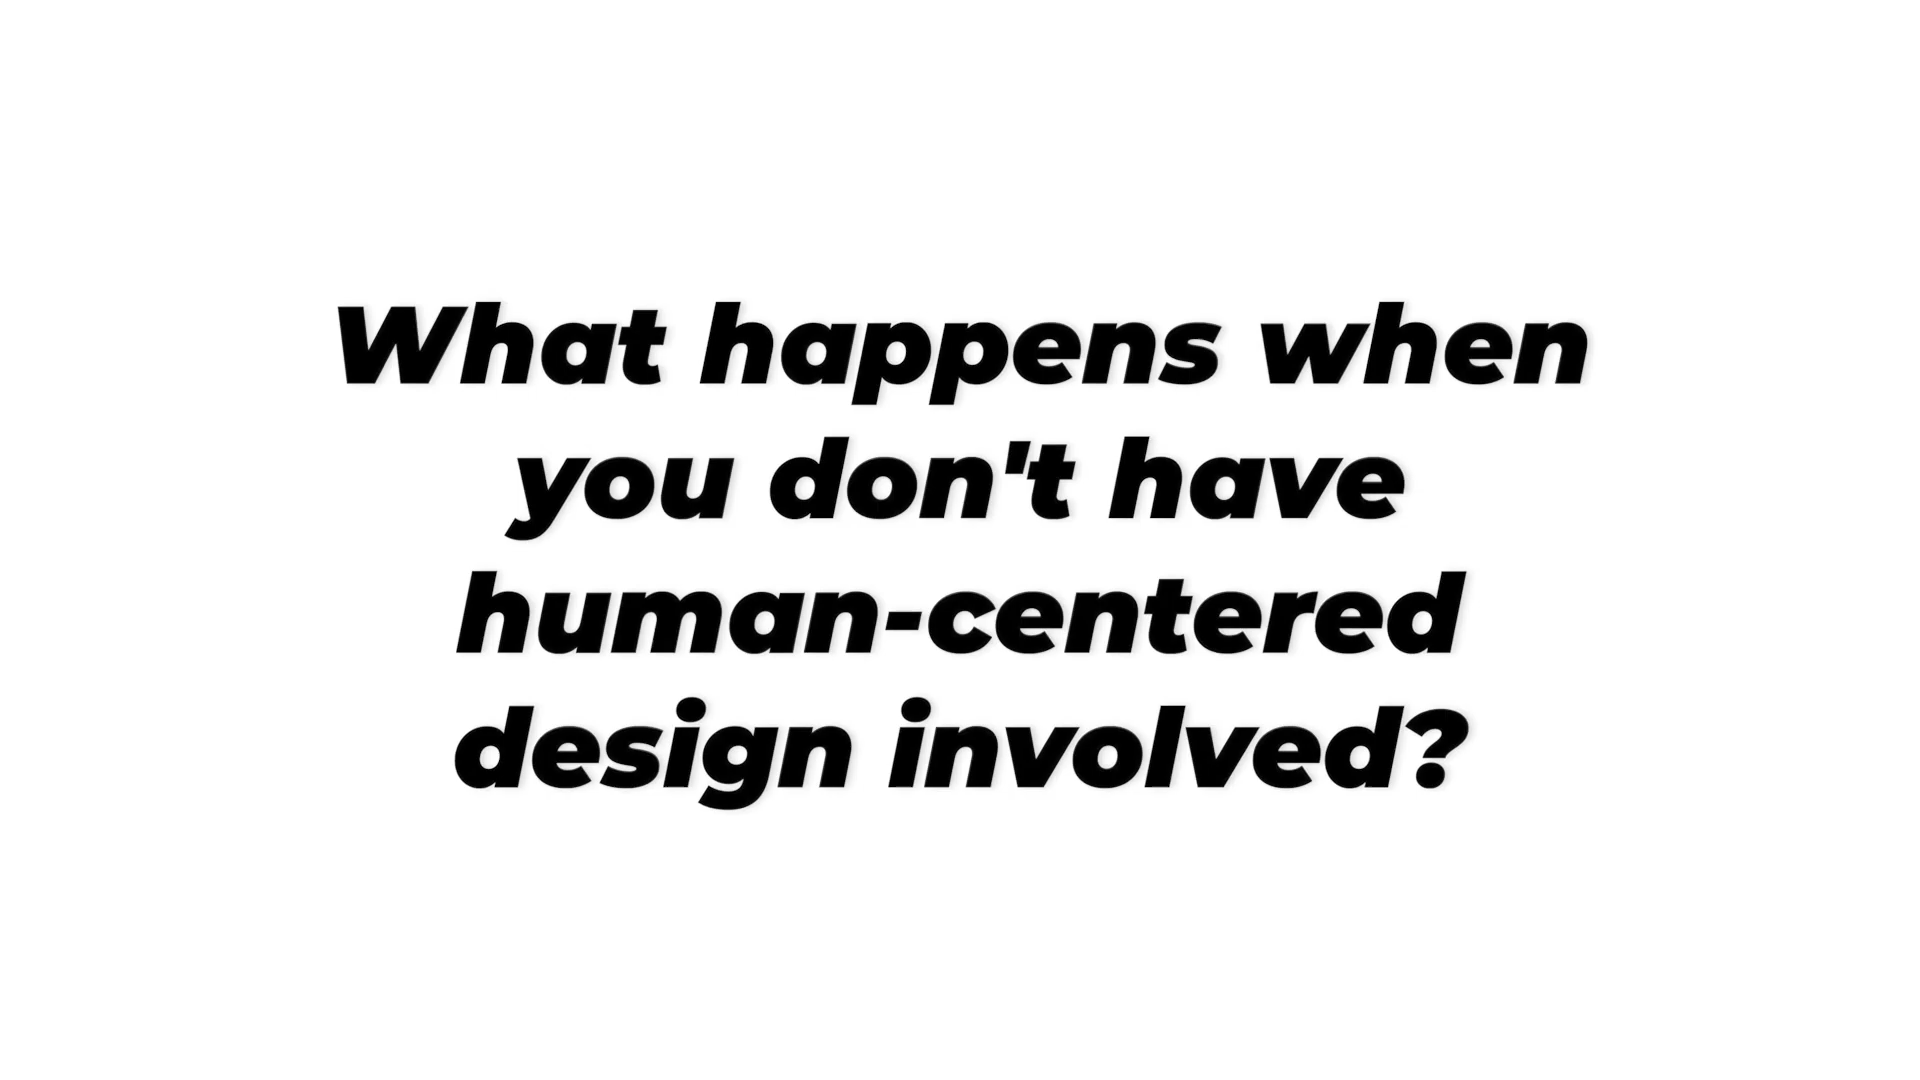 What happens when
you don't have
human-centered
design involved?